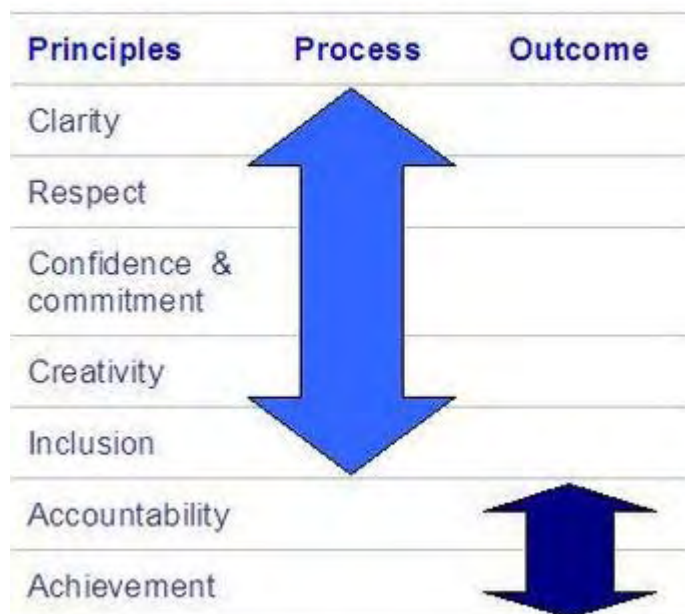 Principles Process Outcome
Clarity
Respect
Confidence &
commitment
Creativity
Inclusion
Accountability
Achievement